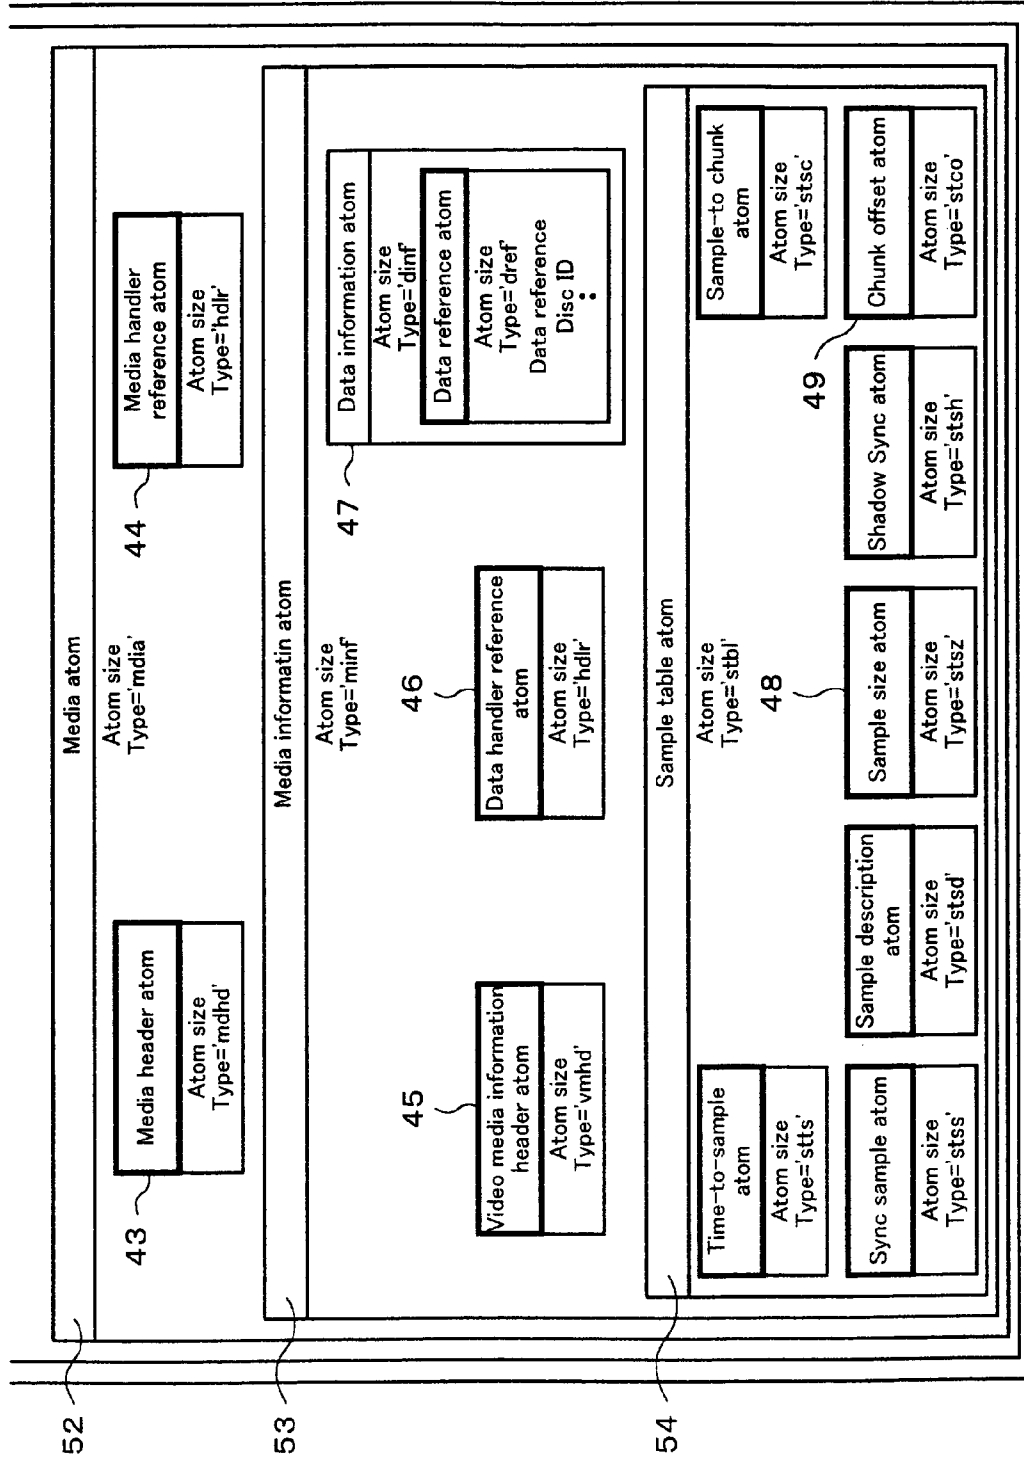 52
Media atom
Atom size
Type='mdia'
43
Media header atom
Atom size
Type='mdhd'
44
Media handler
reference atom
Atom size
Type='hdlr'
53
Media informatin atom
Atom size
Type='minf'
45
Video media information
header atom
Atom size
Type='vmhd'
46
Data handler reference
atom
Atom size
Type='hdlr'
47
Data information atom
Atom size
Type='dinf'
Data reference atom
Atom size
Type='dref'
Data reference
Disc ID
:
54
Sample table atom
Atom size
Type='stbl'
Time-to-sample
atom
Atom size
Type='stts'
Sample-to chunk
atom
Atom size
Type='stsc'
Sync sample atom
Atom size
Type='stss'
Sample description
atom
Atom size
Type='stsd'
48
Sample size atom
Atom size
Type='stsz'
Shadow Sync atom
Atom size
Type='stsh'
49
Chunk offset atom
Atom size
Type='stco'